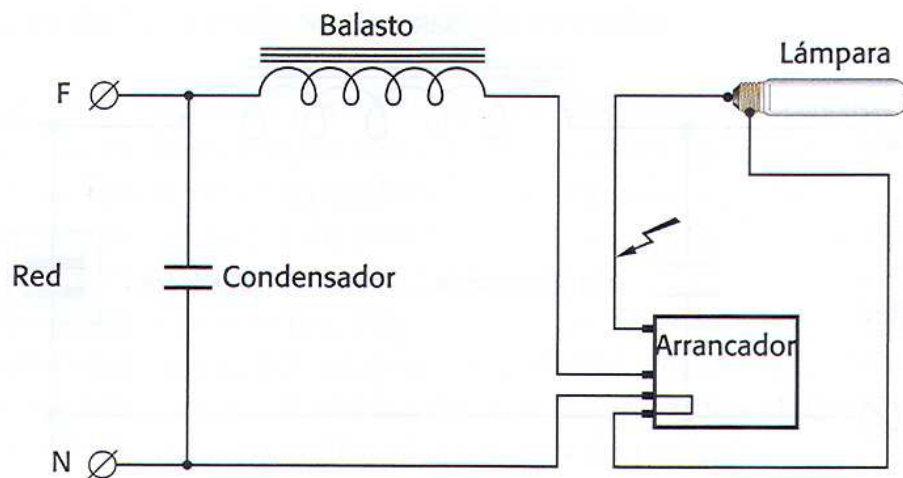 Balasto
Lámpara
F
Red
Condensador
Arrancador
N